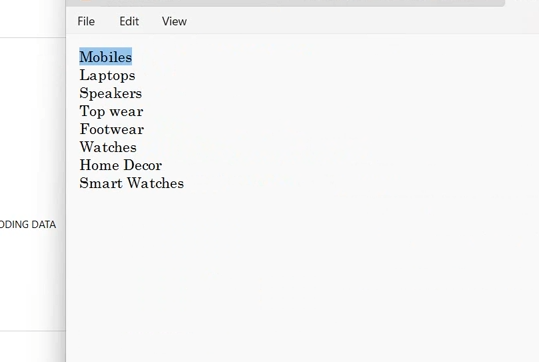 File Edit View
Mobiles
Laptops
Speakers
Top wear
Footwear
Watches
Home Decor
Smart Watches
ODING DATA